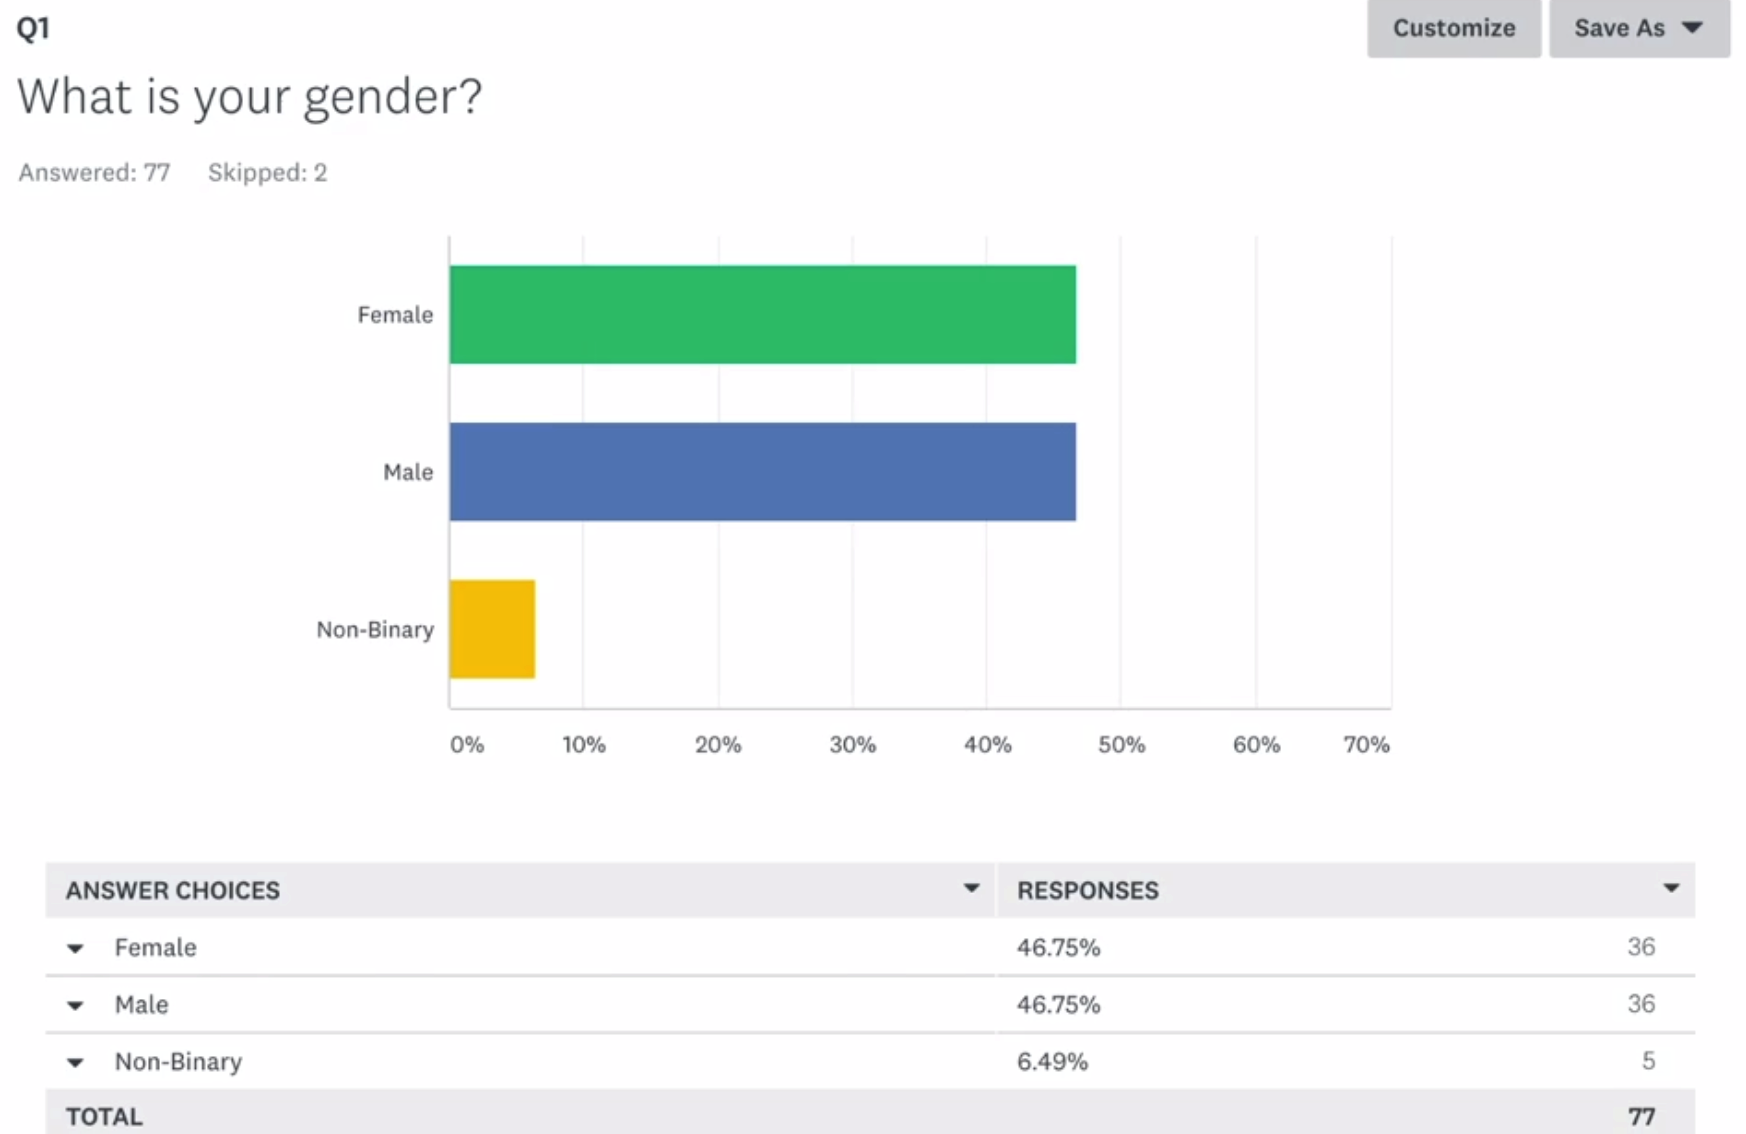 Q1
Customize
Save As
What is your gender?
Answered: 77 Skipped: 2
Female
Male
Non-Binary
0% 10% 20% 30% 40% 50% 60% 70%
ANSWER CHOICES RESPONSES
Female 46.75% 36
Male 46.75% 36
Non-Binary 6.49% 5
TOTAL 77